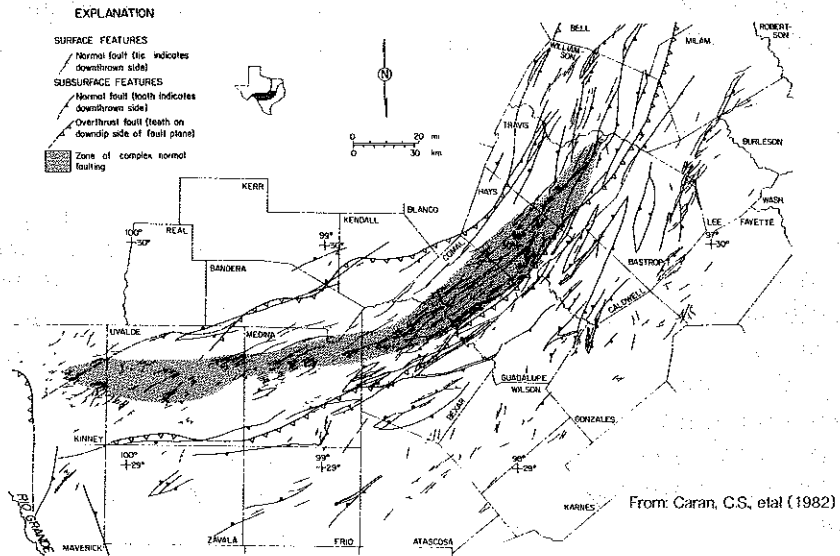 EXPLANATION
SURFACE FEATURES
Normal fault (tic indicates
downthrown side)
SUBSURFACE FEATURES
Normal fault (tooth indicates
downthrown side)
Overthrust fault (teeth on
downdip side of fault plane)
Zone of complex normal
faulting
N
0 20 mi
0 30 km
BELL
MILAM
ROBERT-
SON
WILLIAM
SON
TRAVIS
BURLESON
HAYS
WASH.
LEE
FAYETTE
KERR
BLANCO
KENDALL
REAL
100°
30°
99°
30°
97°
30°
COMAL
BANDERA
BASTROP
CALDWELL
UVALDE
MEDINA
GUADALUPE
WILSON
BEXAR
GONZALES
KINNEY
100°
29°
99°
29°
98°
29°
KARNES
RIO GRANDE
MAVERICK
ZAVALA
FRIO
ATASCOSA
From: Caran, C.S., etal (1982)